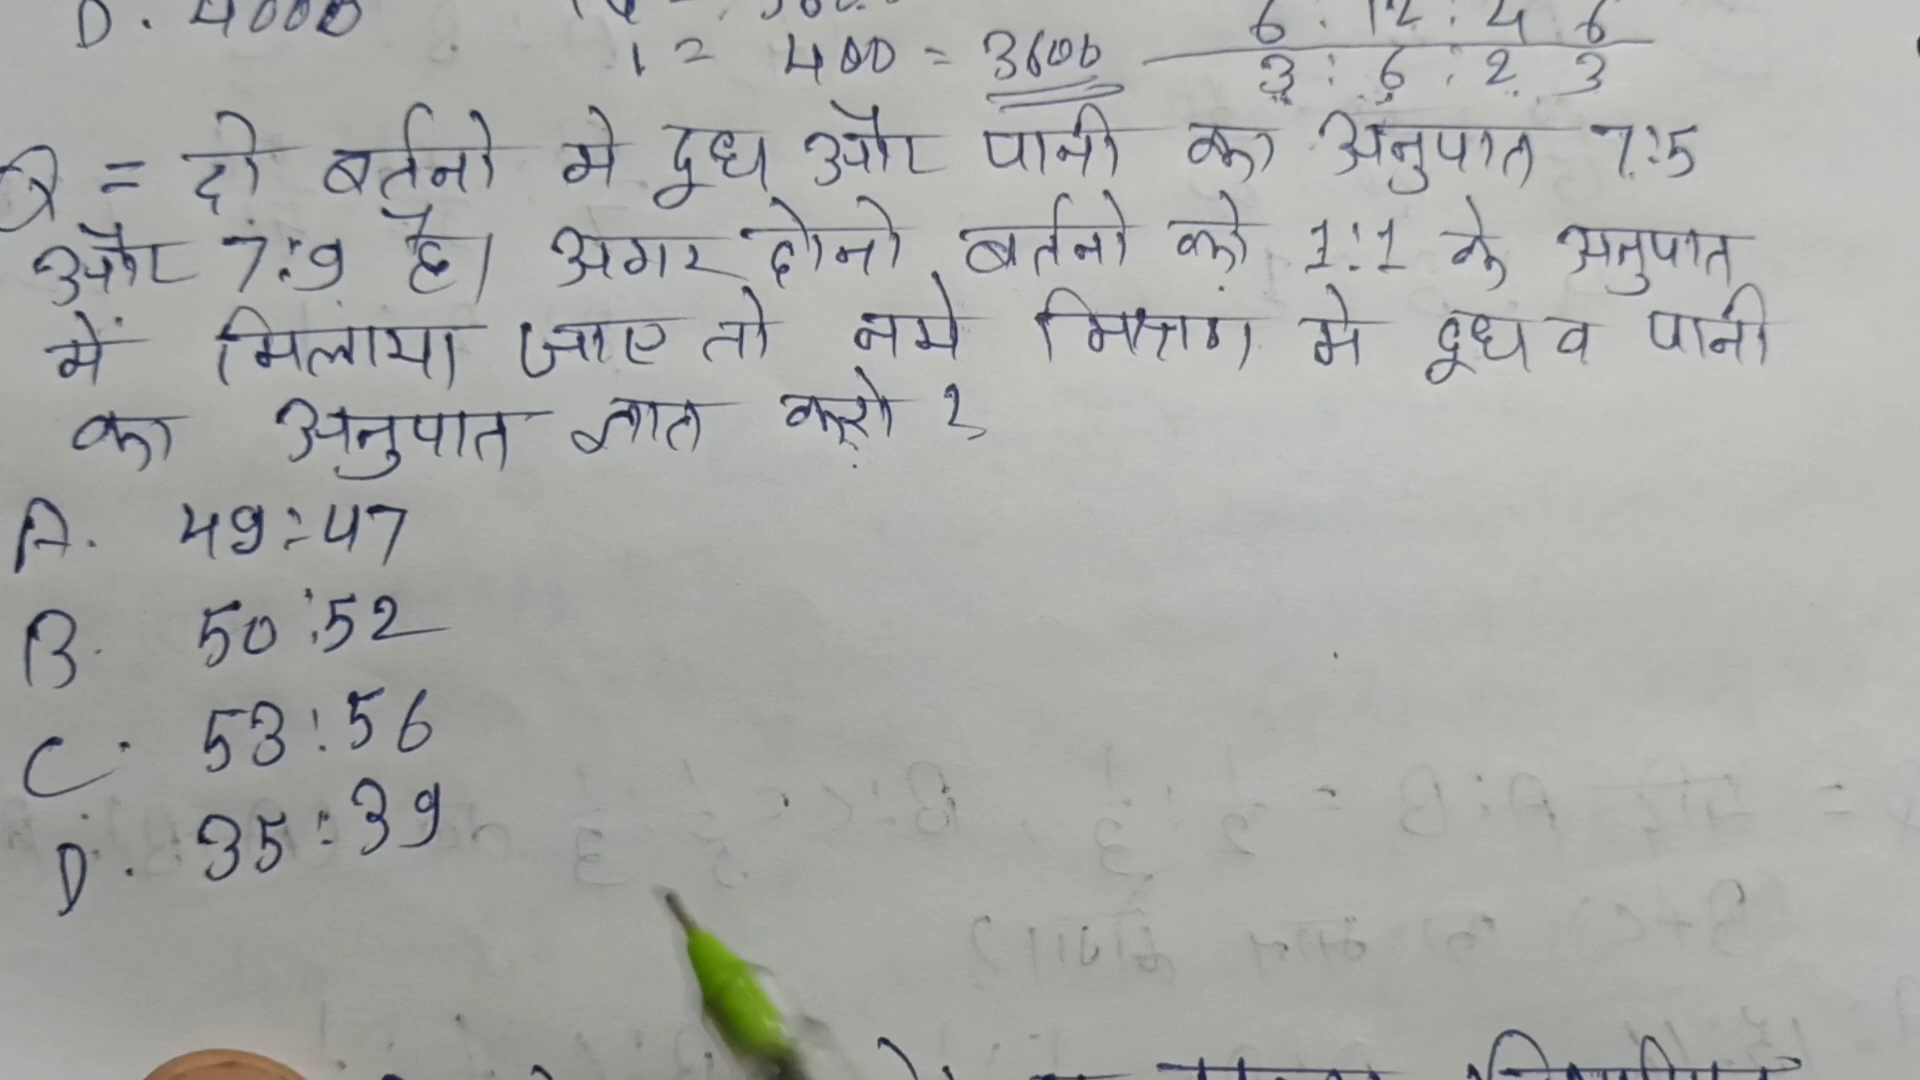 D. 4000
1 = 400 = 3600
6 : 12 : 4 6
3 : 6 : 2 3
Q = दो बर्तनो मे दूध और पानी का अनुपात 7:5
और 7:9 है। अगर दोनो बर्तनो को 1:1 के अनुपात
में मिलाया जाए तो नये मिश्रण मे दूध व पानी
का अनुपात ज्ञात करो ?
A. 49:47
B. 50:52
C. 53:56
D. 35:39